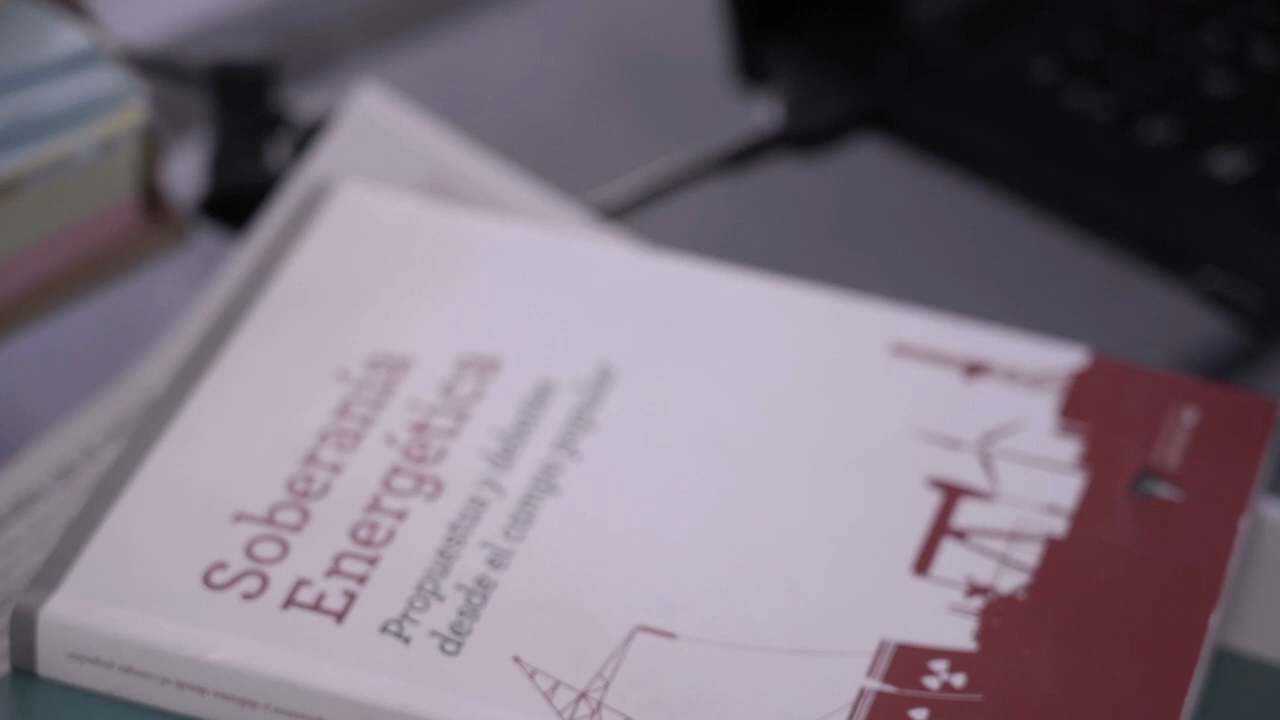 Soberanía
Energética
Propuestas y debates
desde el campo popular